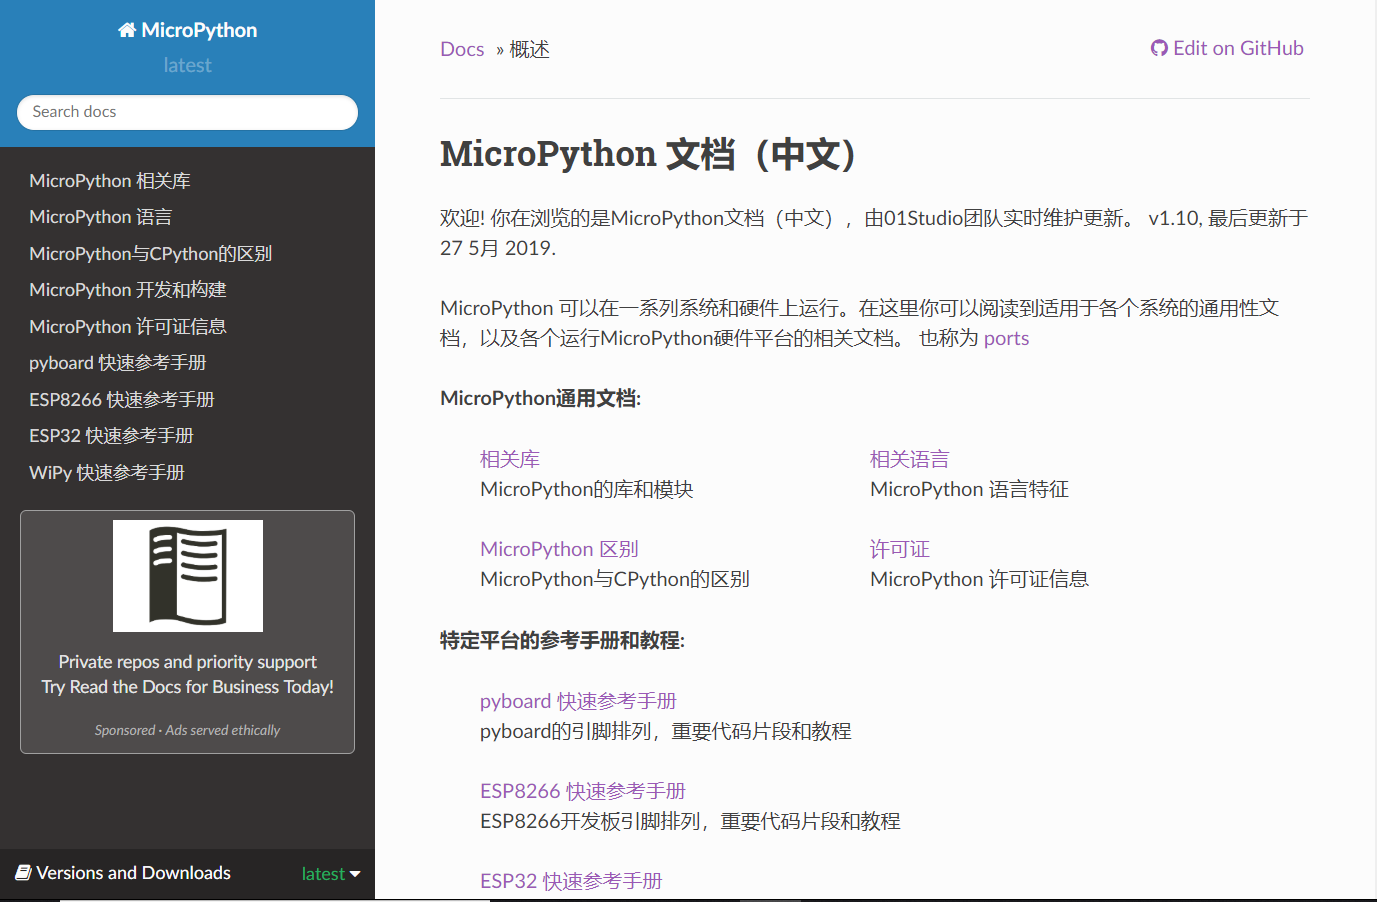 MicroPython
latest
Search docs
MicroPython 相关库
MicroPython 语言
MicroPython与CPython的区别
MicroPython 开发和构建
MicroPython 许可证信息
pyboard 快速参考手册
ESP8266 快速参考手册
ESP32 快速参考手册
WiPy 快速参考手册
Private repos and priority support
Try Read the Docs for Business Today!
Sponsored · Ads served ethically
Versions and Downloads latest
Docs » 概述
Edit on GitHub
MicroPython 文档（中文）
欢迎! 你在浏览的是MicroPython文档（中文），由01Studio团队实时维护更新。 v1.10, 最后更新于
27 5月 2019.
MicroPython 可以在一系列系统和硬件上运行。在这里你可以阅读到适用于各个系统的通用性文
档，以及各个运行MicroPython硬件平台的相关文档。 也称为 ports
MicroPython通用文档:
相关库
MicroPython的库和模块
相关语言
MicroPython 语言特征
MicroPython 区别
MicroPython与CPython的区别
许可证
MicroPython 许可证信息
特定平台的参考手册和教程:
pyboard 快速参考手册
pyboard的引脚排列，重要代码片段和教程
ESP8266 快速参考手册
ESP8266开发板引脚排列，重要代码片段和教程
ESP32 快速参考手册